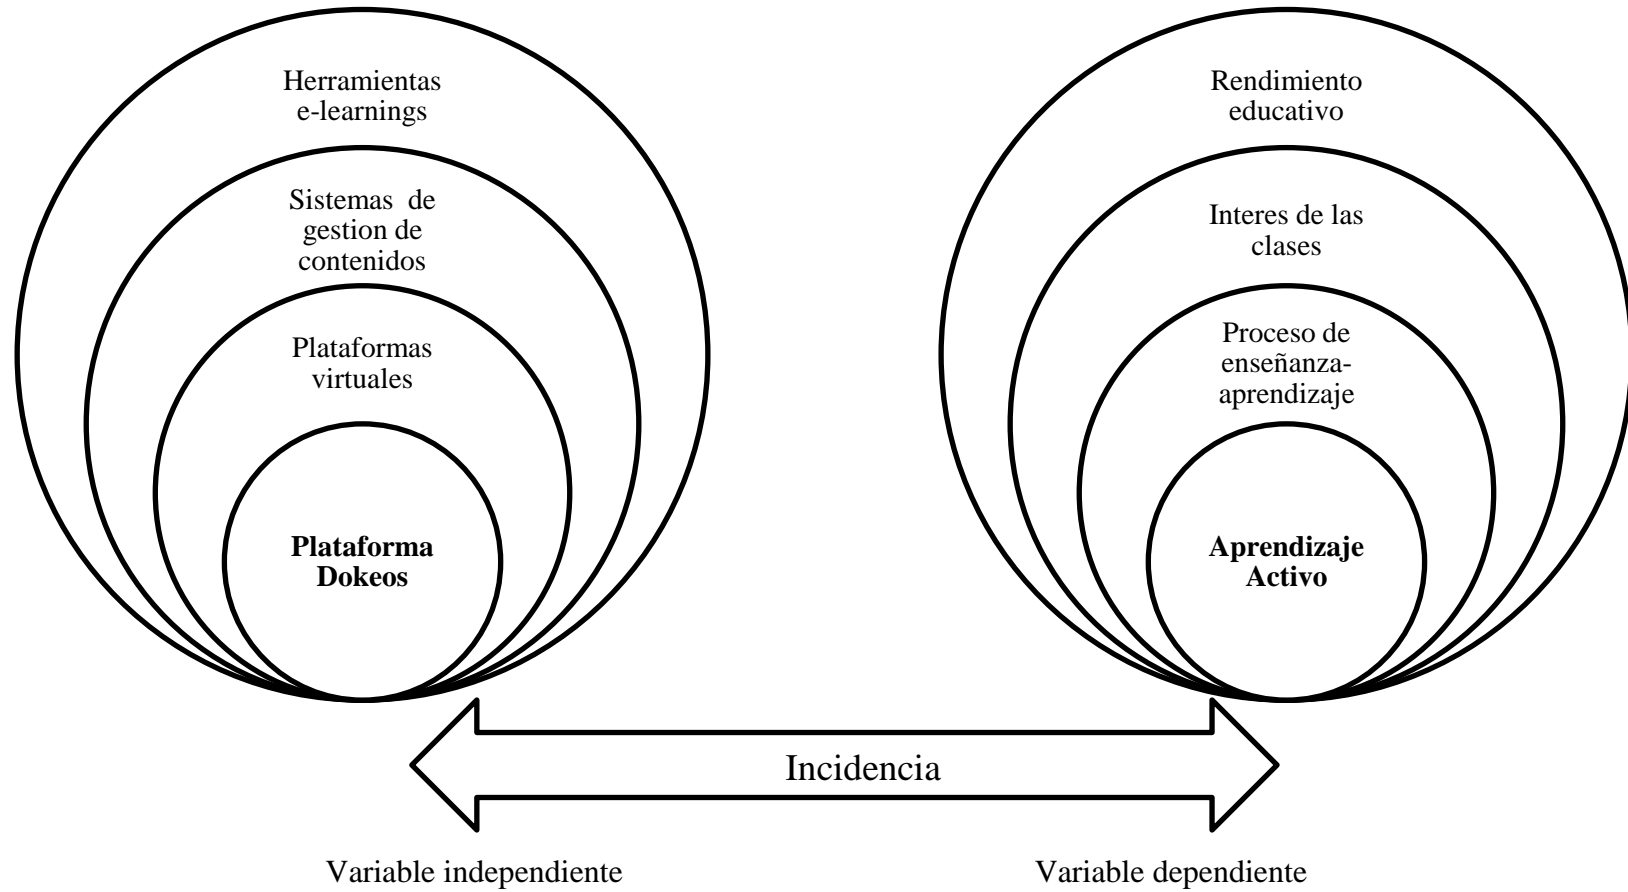 Herramientas
e-learnings
Sistemas  de
gestion de
contenidos
Plataformas
virtuales
Plataforma
Dokeos
Rendimiento
educativo
Interes de las
clases
Proceso de
enseñanza-
aprendizaje
Aprendizaje
Activo
Incidencia
Variable independiente
Variable dependiente